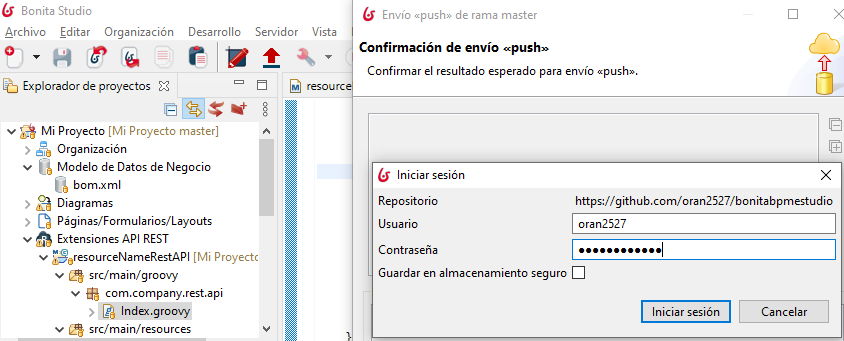 Bonita Studio
Archivo Editar Organización Desarrollo Servidor Vista
Explorador de proyectos
Mi Proyecto [Mi Proyecto master]
Organización
Modelo de Datos de Negocio
bom.xml
Diagramas
Páginas/Formularios/Layouts
Extensiones API REST
resourceNameRestAPI [Mi Proyecto
src/main/groovy
com.company.rest.api
Index.groovy
src/main/resources
resource
}
Envío «push» de rama master
Confirmación de envío «push»
Confirmar el resultado esperado para envío «push».
Iniciar sesión
Repositorio https://github.com/oran2527/bonitabpmestudio
Usuario oran2527
Contraseña ●●●●●●●●●●●●
Guardar en almacenamiento seguro
Iniciar sesión Cancelar